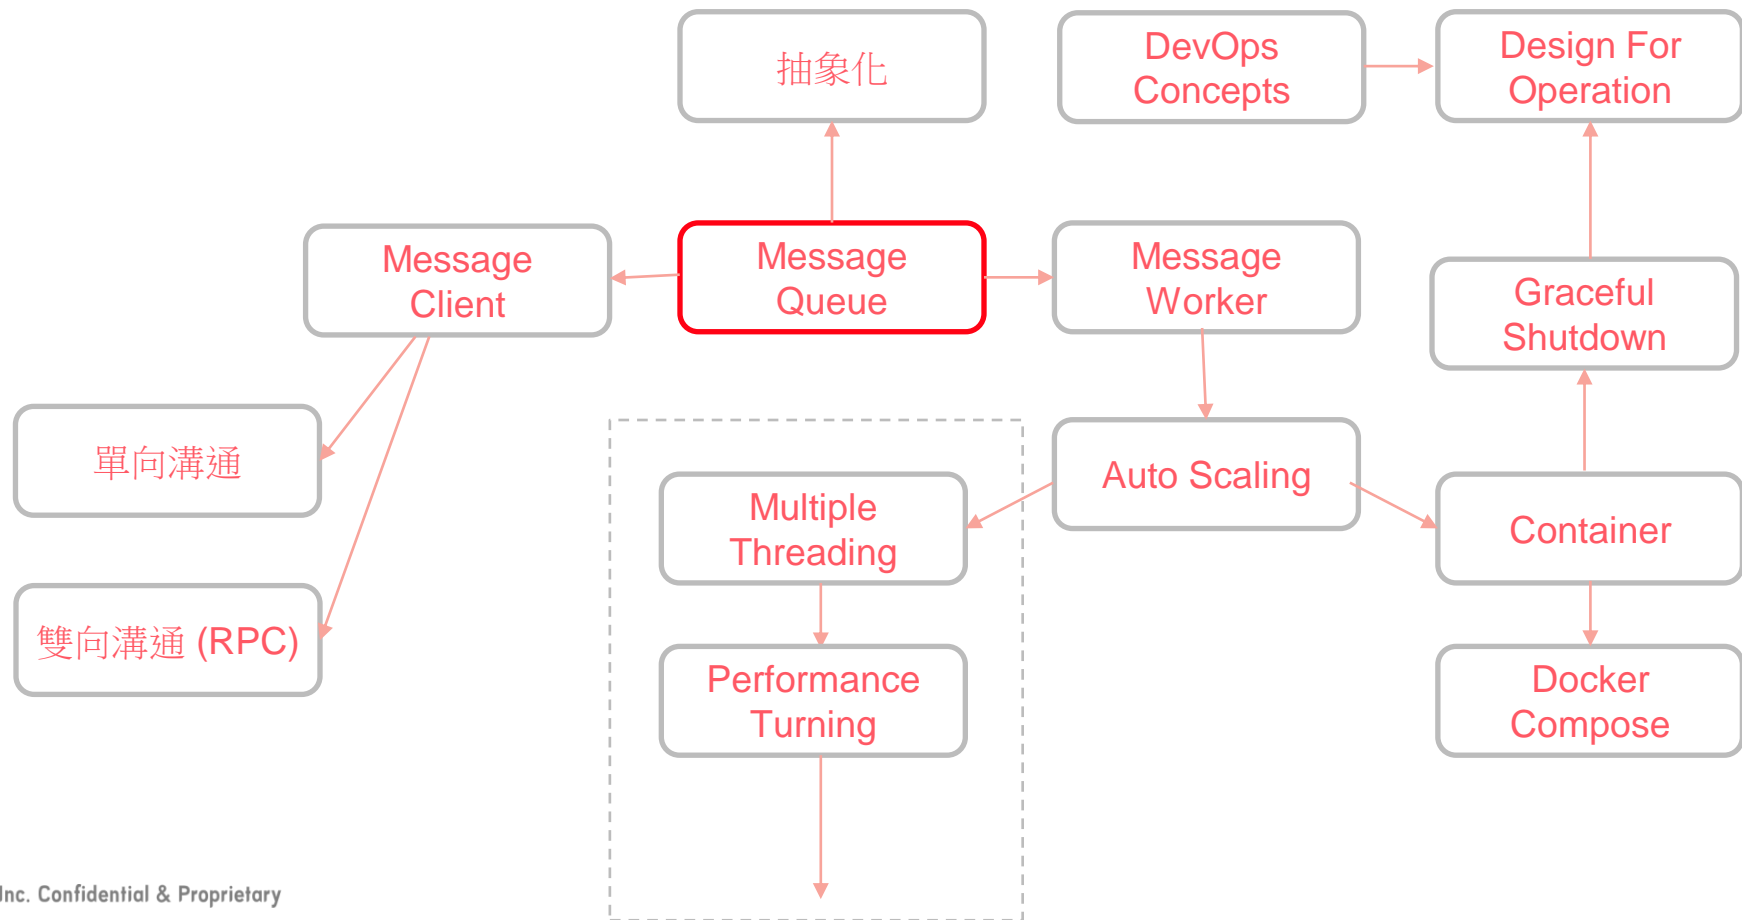 抽象化
DevOps
Concepts
Design For
Operation
Message
Client
Message
Queue
Message
Worker
Graceful
Shutdown
單向溝通
Multiple
Threading
Auto Scaling
Container
雙向溝通 (RPC)
Performance
Turning
Docker
Compose
Inc. Confidential & Proprietary